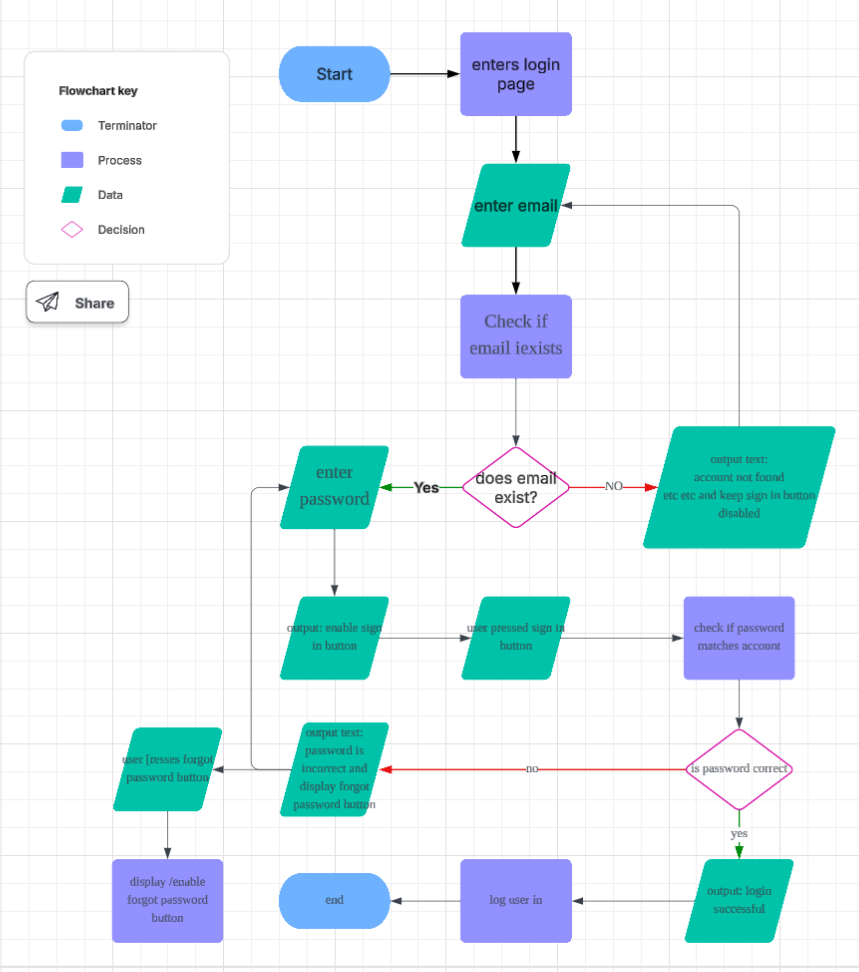 Start
enters login
page
Flowchart key
Terminator
Process
Data
Decision
Share
enter email
Check if
email iexists
does email
exist?
Yes
NO
enter
password
output text:
account not found
etc etc and keep sign in button
disabled
output: enable sign
in button
user pressed sign in
button
check if password
matches account
is password correct
no
output text:
password is
incorrect and
display forgot
password button
user [resses forgot
password button
yes
display /enable
forgot password
button
end
log user in
output: login
successful